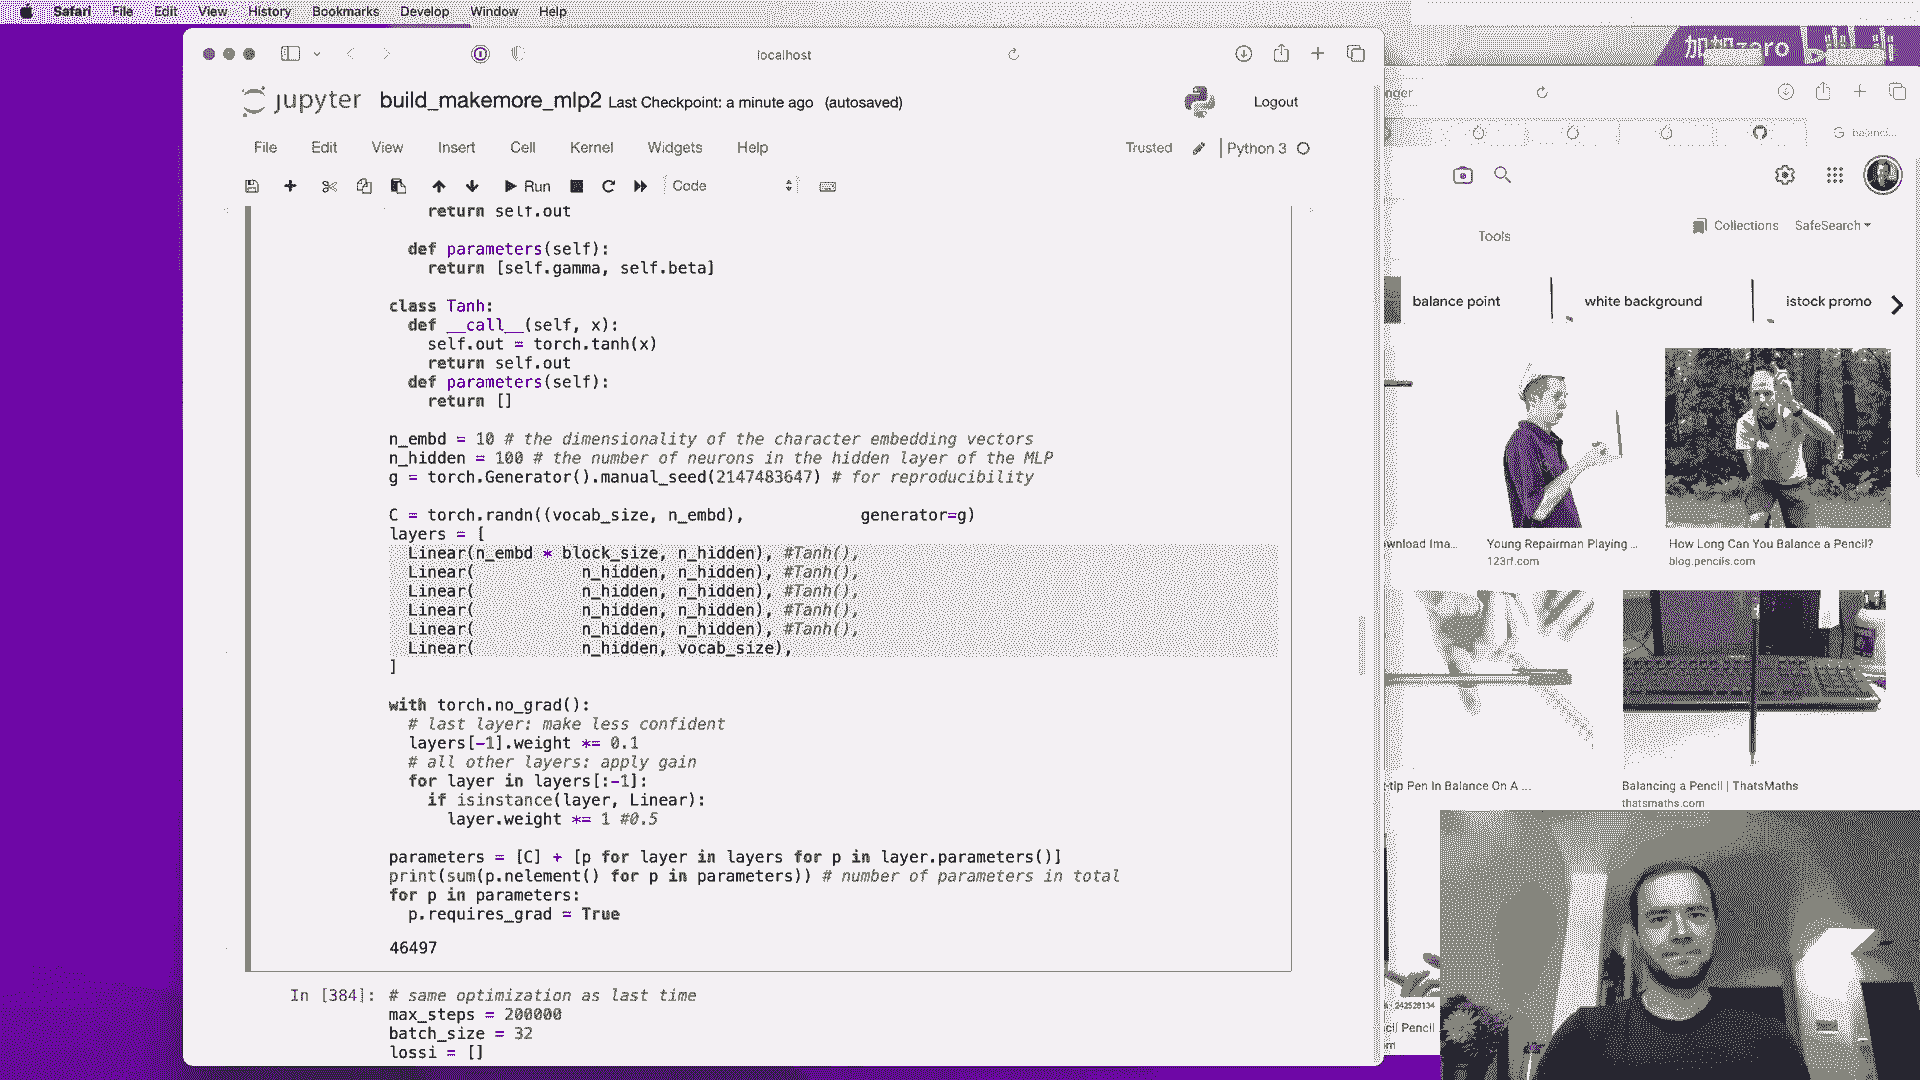 Safari File Edit View History Bookmarks Develop Window Help
localhost
jupyter build_makemore_mlp2 Last Checkpoint: a minute ago (autosaved)
Logout
File Edit View Insert Cell Kernel Widgets Help
Trusted Python 3
Run Code
return self.out
def parameters(self):
return [self.gamma, self.beta]
class Tanh:
def __call__(self, x):
self.out = torch.tanh(x)
return self.out
def parameters(self):
return []
n_embd = 10 # the dimensionality of the character embedding vectors
n_hidden = 100 # the number of neurons in the hidden layer of the MLP
g = torch.Generator().manual_seed(2147483647) # for reproducibility
C = torch.randn((vocab_size, n_embd), generator=g)
layers = [
Linear(n_embd * block_size, n_hidden), #Tanh(),
Linear( n_hidden, n_hidden), #Tanh(),
Linear( n_hidden, n_hidden), #Tanh(),
Linear( n_hidden, n_hidden), #Tanh(),
Linear( n_hidden, n_hidden), #Tanh(),
Linear( n_hidden, vocab_size),
]
with torch.no_grad():
# last layer: make less confident
layers[-1].weight *= 0.1
# all other layers: apply gain
for layer in layers[:-1]:
if isinstance(layer, Linear):
layer.weight *= 1 #0.5
parameters = [C] + [p for layer in layers for p in layer.parameters()]
print(sum(p.nelement() for p in parameters)) # number of parameters in total
for p in parameters:
p.requires_grad = True
46497
In [384]: # same optimization as last time
max_steps = 200000
batch_size = 32
lossi = []
加加zero
nger
G balanci...
Collections SafeSearch
Tools
balance point
white background
istock promo
wnload Ima...
Young Repairman Playing ...
123rf.com
How Long Can You Balance a Pencil?
blog.pencils.com
-tip Pen In Balance On A ...
Balancing a Pencil | ThatsMaths
thatsmaths.com
242528134
cil Pencil
om